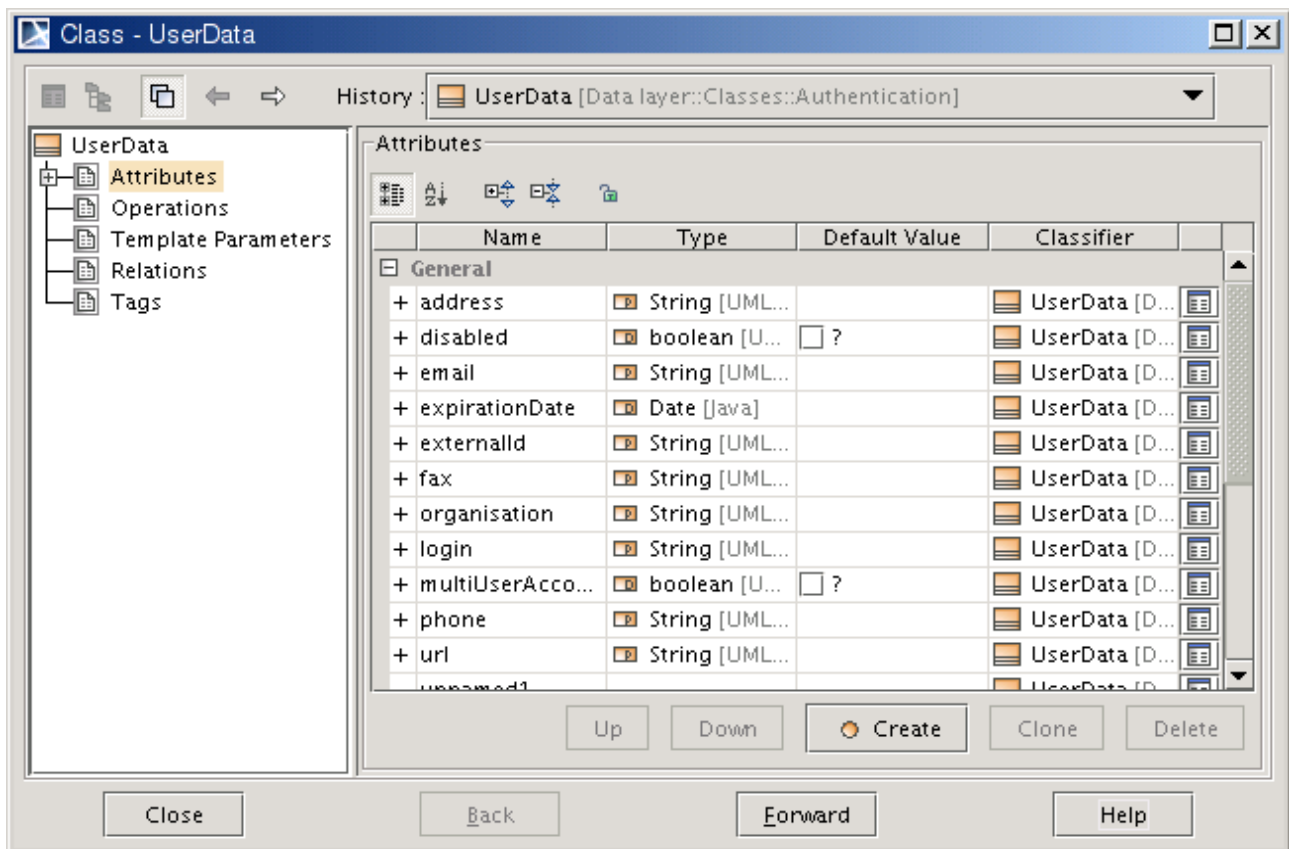 Class - UserData
History : UserData [Data layer::Classes::Authentication]
UserData
Attributes
Operations
Template Parameters
Relations
Tags
Attributes
Name Type Default Value Classifier
General
+ address String [UML... UserData [D...
+ disabled boolean [U... ? UserData [D...
+ email String [UML... UserData [D...
+ expirationDate Date [Java] UserData [D...
+ externalId String [UML... UserData [D...
+ fax String [UML... UserData [D...
+ organisation String [UML... UserData [D...
+ login String [UML... UserData [D...
+ multiUserAcco... boolean [U... ? UserData [D...
+ phone String [UML... UserData [D...
+ url String [UML... UserData [D...
unnamed1 UserData [D...
Up Down Create Clone Delete
Close Back Forward Help